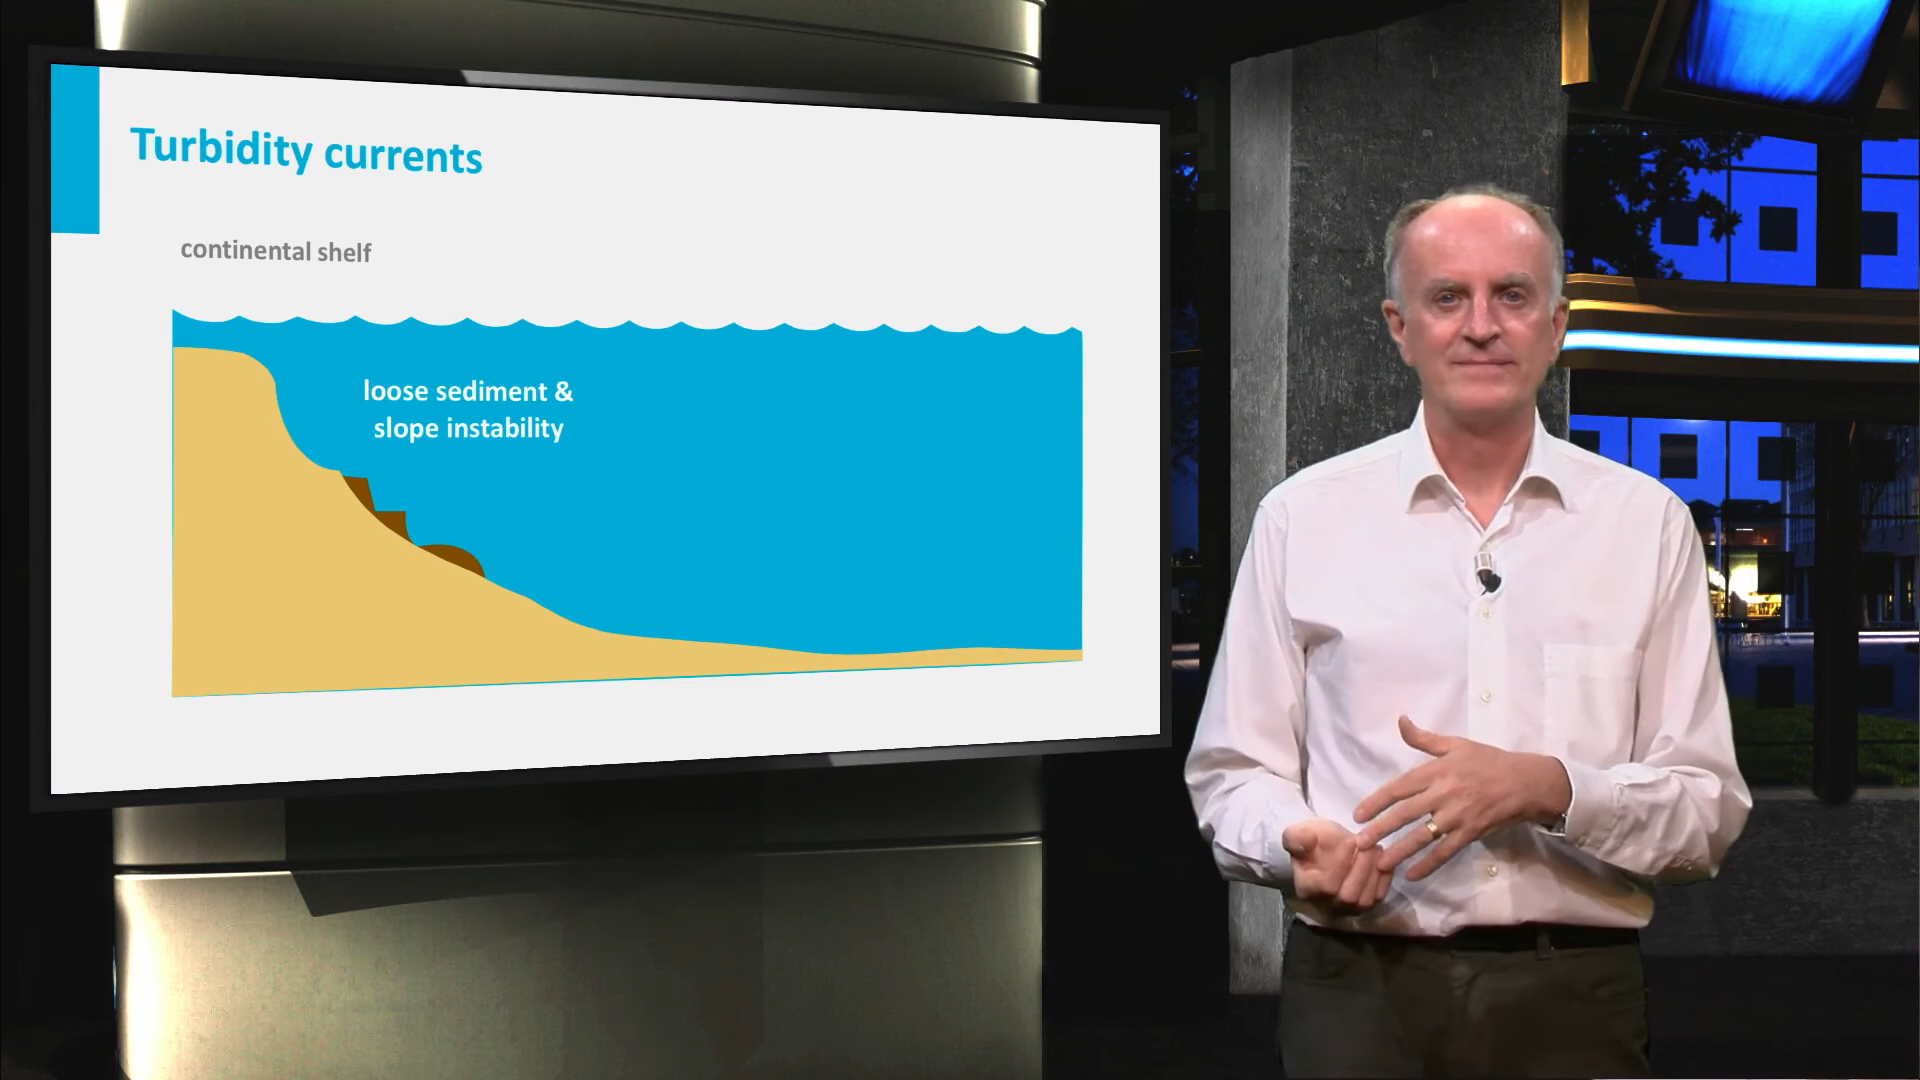 Turbidity currents
continental shelf
loose sediment &
slope instability